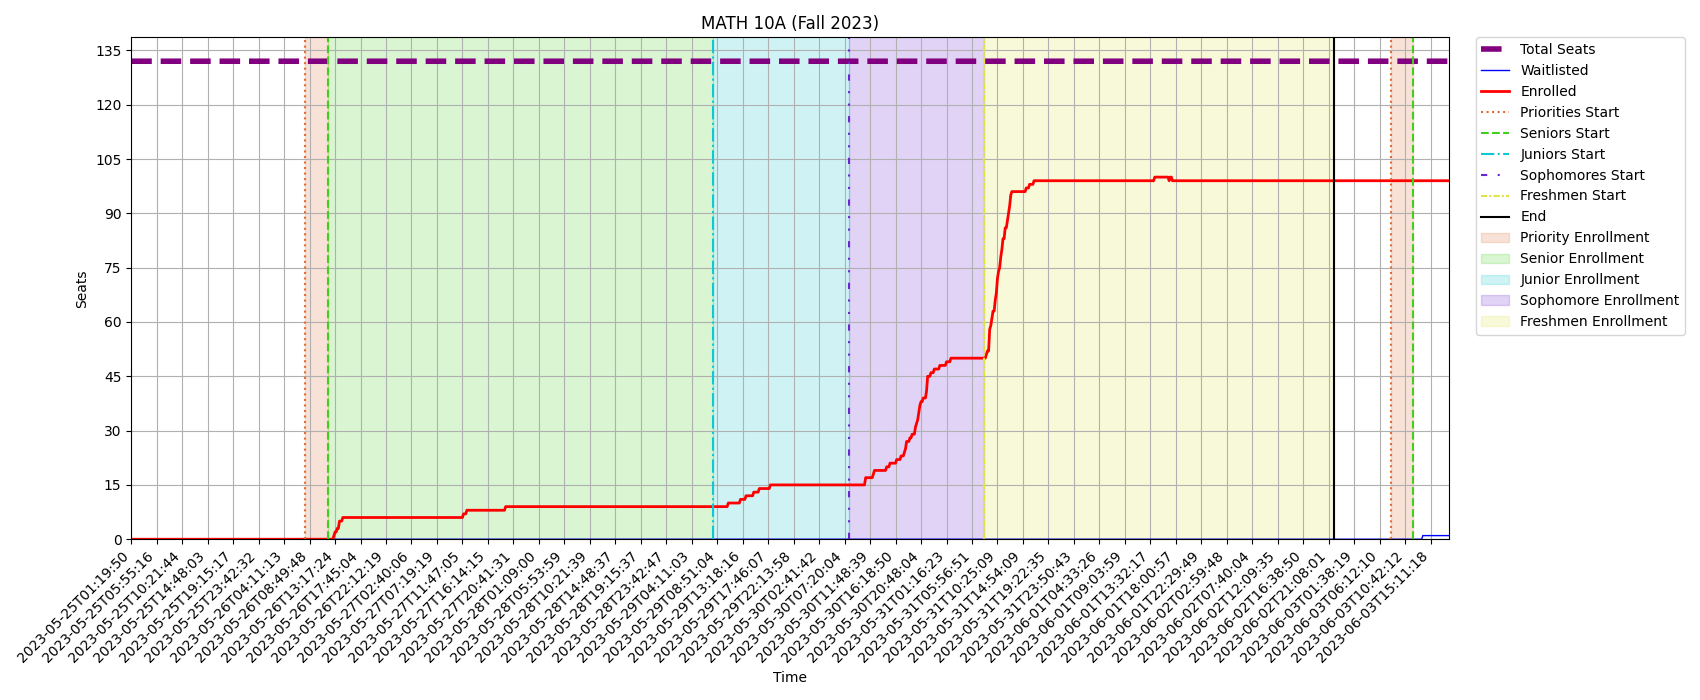 MATH 10A (Fall 2023)
135
120
105
90
75
60
45
30
15
0
Seats
2023-05-25T01:19:50
2023-05-25T05:55:16
2023-05-25T10:21:44
2023-05-25T14:48:03
2023-05-25T19:15:17
2023-05-25T23:42:32
2023-05-26T04:11:13
2023-05-26T08:49:48
2023-05-26T13:17:24
2023-05-26T17:45:04
2023-05-26T22:12:19
2023-05-27T02:40:06
2023-05-27T07:19:19
2023-05-27T11:47:05
2023-05-27T16:14:15
2023-05-27T20:41:31
2023-05-28T01:09:00
2023-05-28T05:53:59
2023-05-28T10:21:39
2023-05-28T14:48:37
2023-05-28T19:15:37
2023-05-28T23:42:47
2023-05-29T04:11:03
2023-05-29T08:51:04
2023-05-29T13:18:16
2023-05-29T17:46:07
2023-05-29T22:13:58
2023-05-30T02:41:42
2023-05-30T07:20:04
2023-05-30T11:48:39
2023-05-30T16:18:50
2023-05-30T20:48:04
2023-05-31T01:16:23
2023-05-31T05:56:51
2023-05-31T10:25:09
2023-05-31T14:54:09
2023-05-31T19:22:35
2023-05-31T23:50:43
2023-06-01T04:33:26
2023-06-01T09:03:59
2023-06-01T13:32:17
2023-06-01T18:00:57
2023-06-01T22:29:49
2023-06-02T02:59:48
2023-06-02T07:40:04
2023-06-02T12:09:35
2023-06-02T16:38:50
2023-06-02T21:08:01
2023-06-03T01:38:19
2023-06-03T06:12:10
2023-06-03T10:42:12
2023-06-03T15:11:18
Time
Total Seats
Waitlisted
Enrolled
Priorities Start
Seniors Start
Juniors Start
Sophomores Start
Freshmen Start
End
Priority Enrollment
Senior Enrollment
Junior Enrollment
Sophomore Enrollment
Freshmen Enrollment